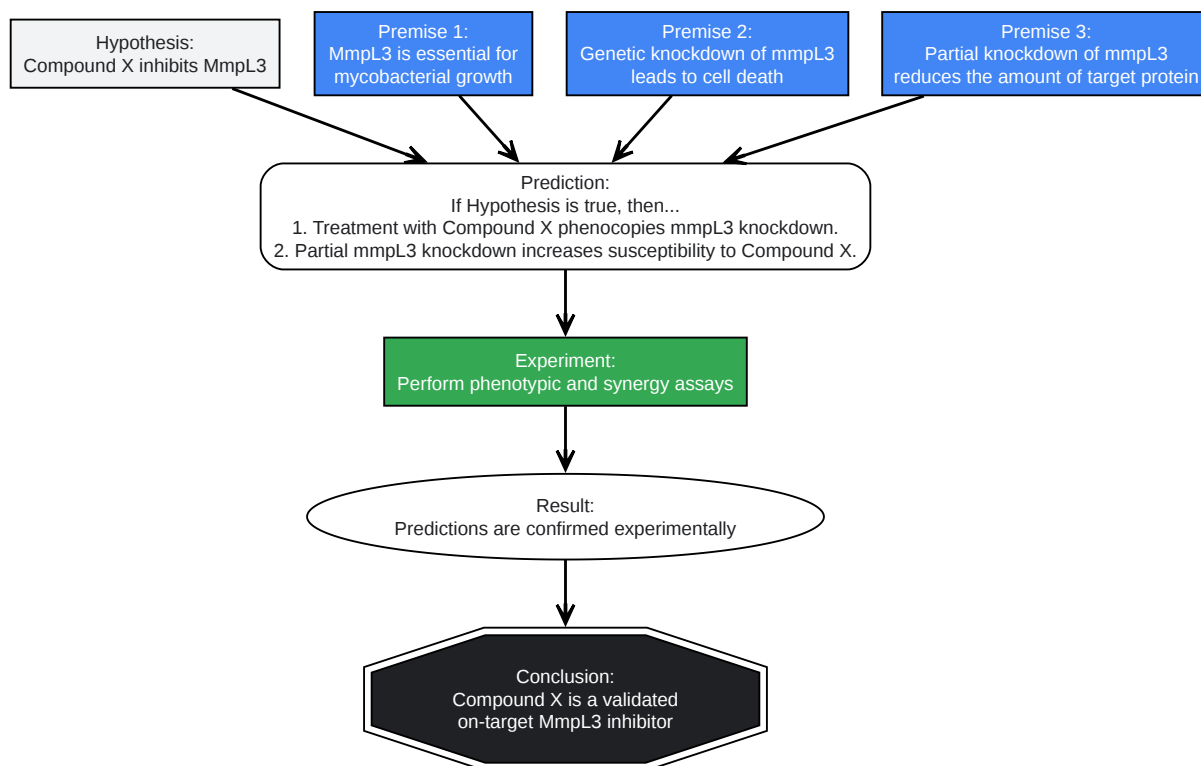 Hypothesis:
Compound X inhibits MmpL3
Premise 1:
MmpL3 is essential for
mycobacterial growth
Premise 2:
Genetic knockdown of mmpL3
leads to cell death
Premise 3:
Partial knockdown of mmpL3
reduces the amount of target protein
Prediction:
If Hypothesis is true, then...
1. Treatment with Compound X phenocopies mmpL3 knockdown.
2. Partial mmpL3 knockdown increases susceptibility to Compound X.
Experiment:
Perform phenotypic and synergy assays
Result:
Predictions are confirmed experimentally
Conclusion:
Compound X is a validated
on-target MmpL3 inhibitor